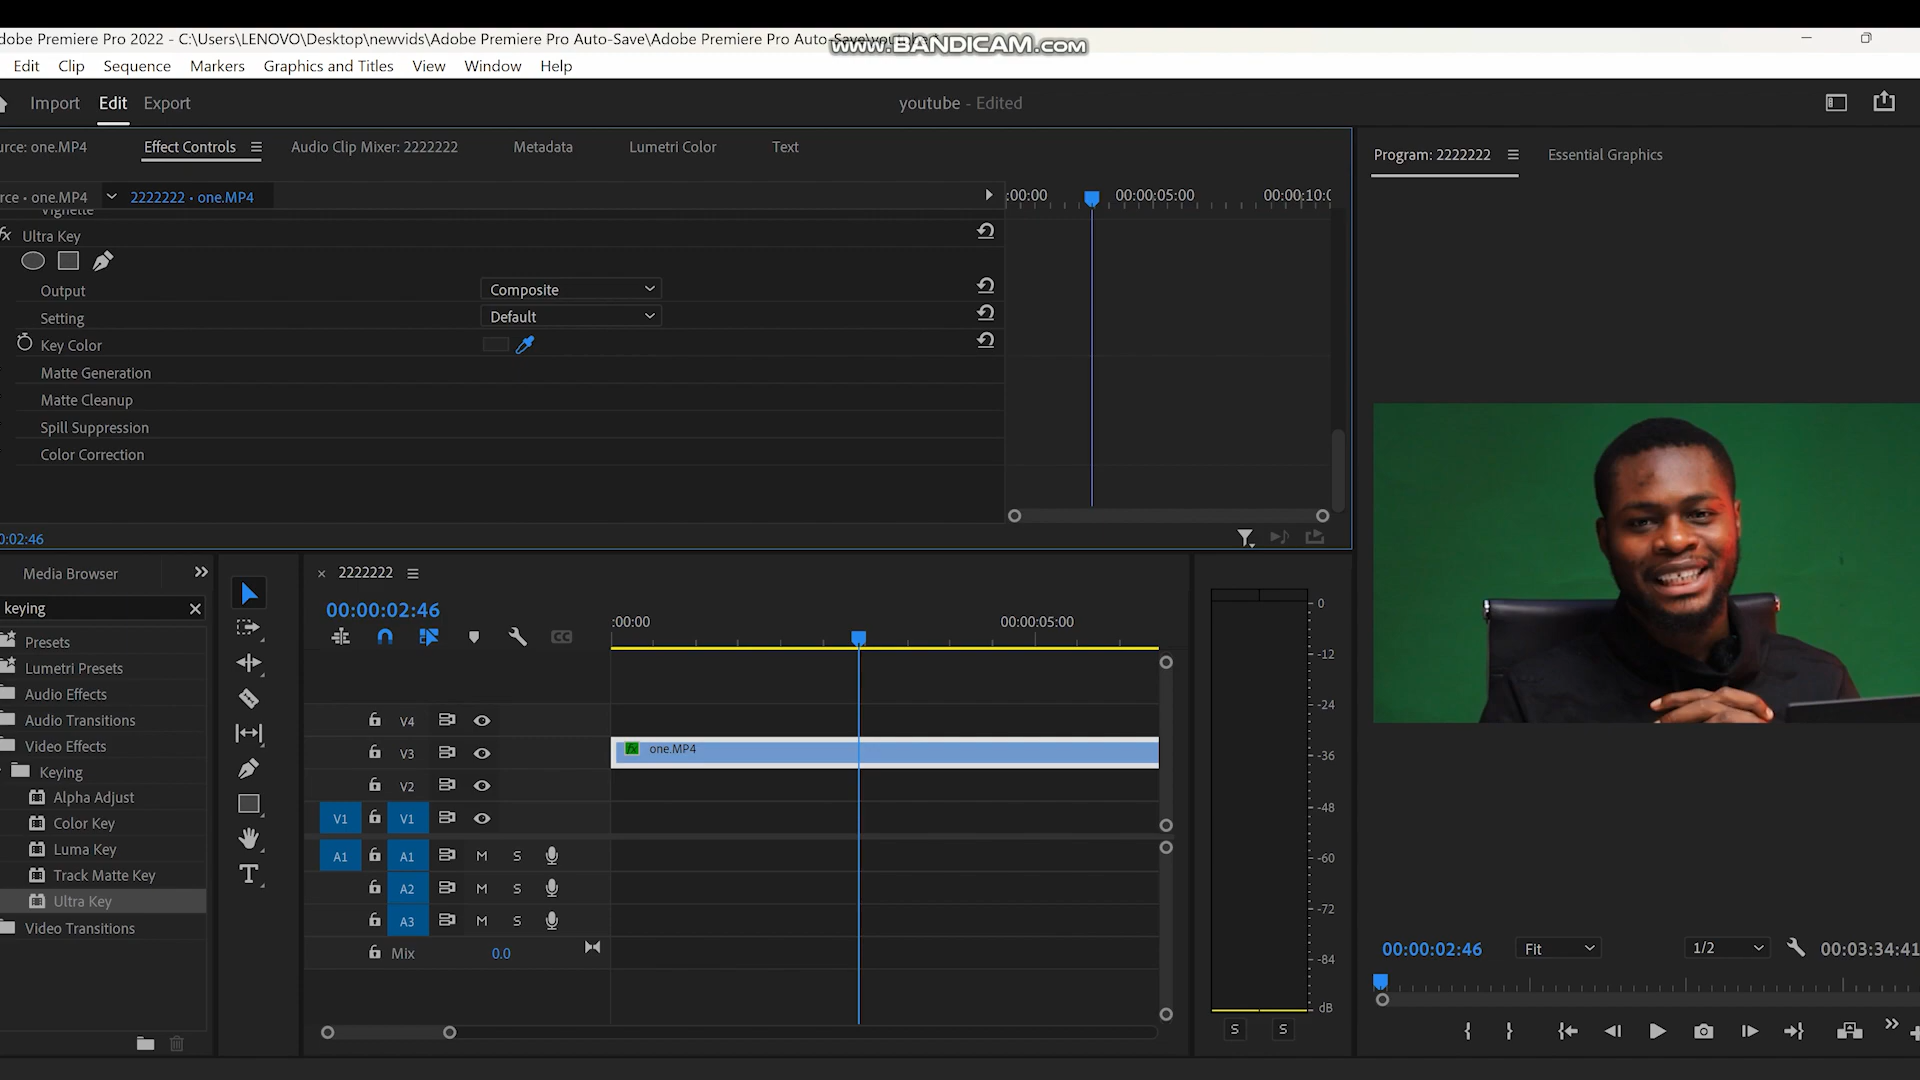 dobe Premiere Pro 2022 - C:\Users\LENOVO\Desktop\newvids\Adobe Premiere Pro Auto-Save\Adobe Premiere Pro Auto-
www.BANDICAM.com
Edit Clip Sequence Markers Graphics and Titles View Window Help
Import Edit Export
youtube - Edited
urce: one.MP4 Effect Controls Audio Clip Mixer: 2222222 Metadata Lumetri Color Text
Program: 2222222 Essential Graphics
rce • one.MP4 2222222 • one.MP4
:00:00 00:00:05:00 00:00:10:0
Vignette
fx Ultra Key
Output Composite
Setting Default
Key Color
Matte Generation
Matte Cleanup
Spill Suppression
Color Correction
0:02:46
Media Browser
keying
Presets
Lumetri Presets
Audio Effects
Audio Transitions
Video Effects
Keying
Alpha Adjust
Color Key
Luma Key
Track Matte Key
Ultra Key
Video Transitions
T
× 2222222
00:00:02:46
CC
:00:00 00:00:05:00
V4
V3 fx one.MP4
V2
V1 V1
A1 A1 M S
A2 M S
A3 M S
Mix 0.0
0
-12
-24
-36
-48
-60
-72
-84
dB
S S
00:00:02:46 Fit 1/2 00:03:34:41